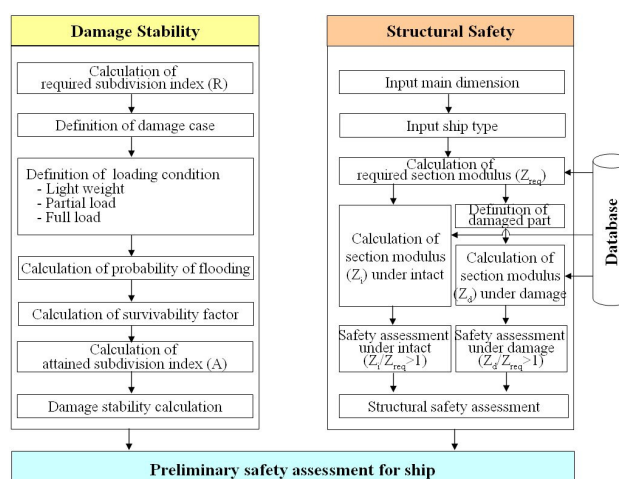 Damage Stability
Calculation of
required subdivision index (R)
Definition of damage case
Definition of loading condition
- Light weight
- Partial load
- Full load
Calculation of probability of flooding
Calculation of survivability factor
Calculation of
attained subdivision index (A)
Damage stability calculation
Structural Safety
Input main dimension
Input ship type
Calculation of
required section modulus (Zreq)
Definition of
damaged part
Calculation of
section modulus
(Zi) under intact
Calculation of
section modulus
(Zd) under damage
Safety assessment
under intact
(Zi/Zreq>1)
Safety assessment
under damage
(Zd/Zreq>1)
Structural safety assessment
Database
Preliminary safety assessment for ship